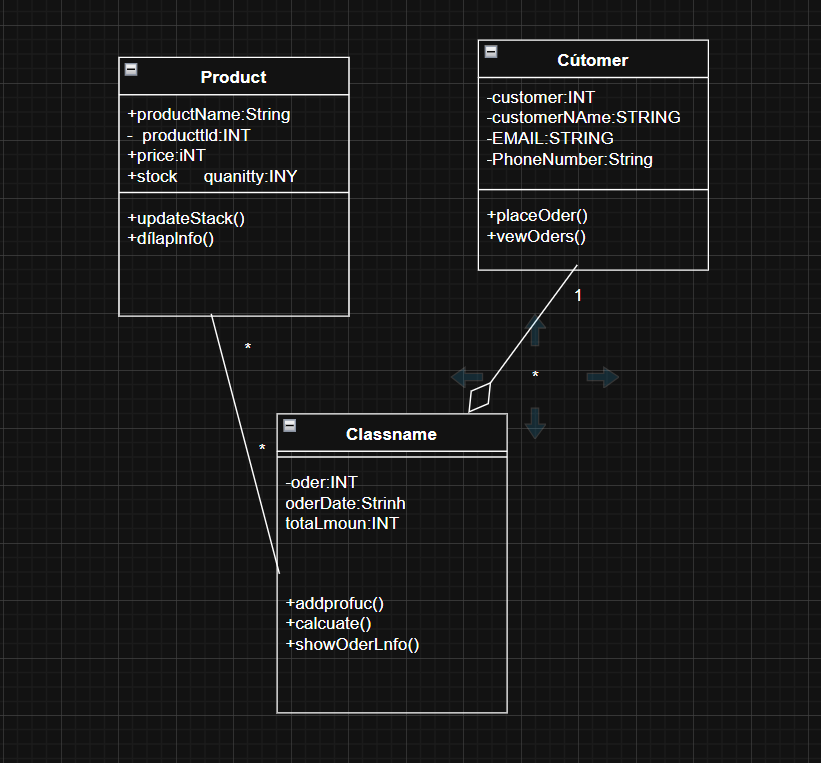 Product
+productName:String
- producttId:INT
+price:iNT
+stock quanitty:INY
+updateStack()
+dílapInfo()
Cútomer
-customer:INT
-customerNAme:STRING
-EMAIL:STRING
-PhoneNumber:String
+placeOder()
+vewOders()
1
*
*
*
Classname
-oder:INT
oderDate:Strinh
totaLmoun:INT
+addprofuc()
+calcuate()
+showOderLnfo()